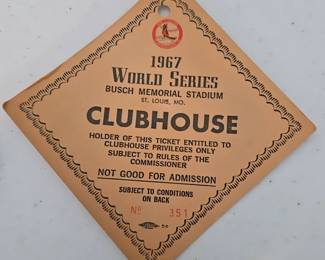 1967
WORLD SERIES
BUSCH MEMORIAL STADIUM
ST. LOUIS, MO.
CLUBHOUSE
HOLDER OF THIS TICKET ENTITLED TO
CLUBHOUSE PRIVILEGES ONLY
SUBJECT TO RULES OF THE
COMMISSIONER
NOT GOOD FOR ADMISSION
SUBJECT TO CONDITIONS
ON BACK
No 351